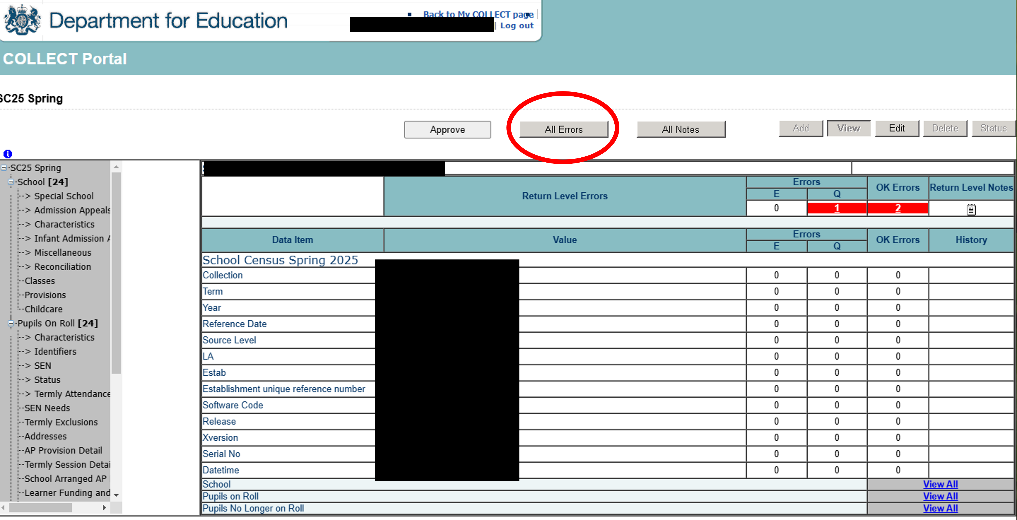 Department for Education
Back to My COLLECT page |
| Log out
COLLECT Portal
SC25 Spring
Approve All Errors All Notes Add View Edit Delete Status
SC25 Spring
School [24]
--> Special School
--> Admission Appeals
--> Characteristics
--> Infant Admission A
--> Miscellaneous
--> Reconciliation
Classes
Provisions
Childcare
Pupils On Roll [24]
--> Characteristics
--> Identifiers
--> SEN
--> Status
--> Termly Attendance
SEN Needs
Termly Exclusions
Addresses
AP Provision Detail
Termly Session Detai
School Arranged AP
Learner Funding and
Return Level Errors Errors OK Errors Return Level Notes
E Q
0 1 2
Data Item Value Errors OK Errors History
E Q
School Census Spring 2025
Collection 0 0 0
Term 0 0 0
Year 0 0 0
Reference Date 0 0 0
Source Level 0 0 0
LA 0 0 0
Estab 0 0 0
Establishment unique reference number 0 0 0
Software Code 0 0 0
Release 0 0 0
Xversion 0 0 0
Serial No 0 0 0
Datetime 0 0 0
School View All
Pupils on Roll View All
Pupils No Longer on Roll View All